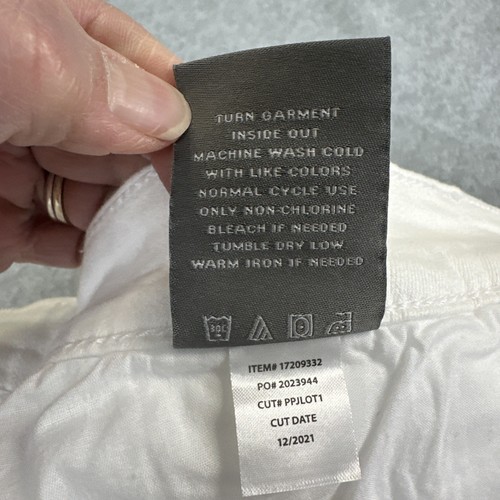 TURN GARMENT
INSIDE OUT
MACHINE WASH COLD
WITH LIKE COLORS
NORMAL CYCLE USE
ONLY NON-CHLORINE
BLEACH IF NEEDED
TUMBLE DRY LOW
WARM IRON IF NEEDED
30C
ITEM# 17209332
PO# 2023944
CUT# PPJLOT1
CUT DATE
12/2021